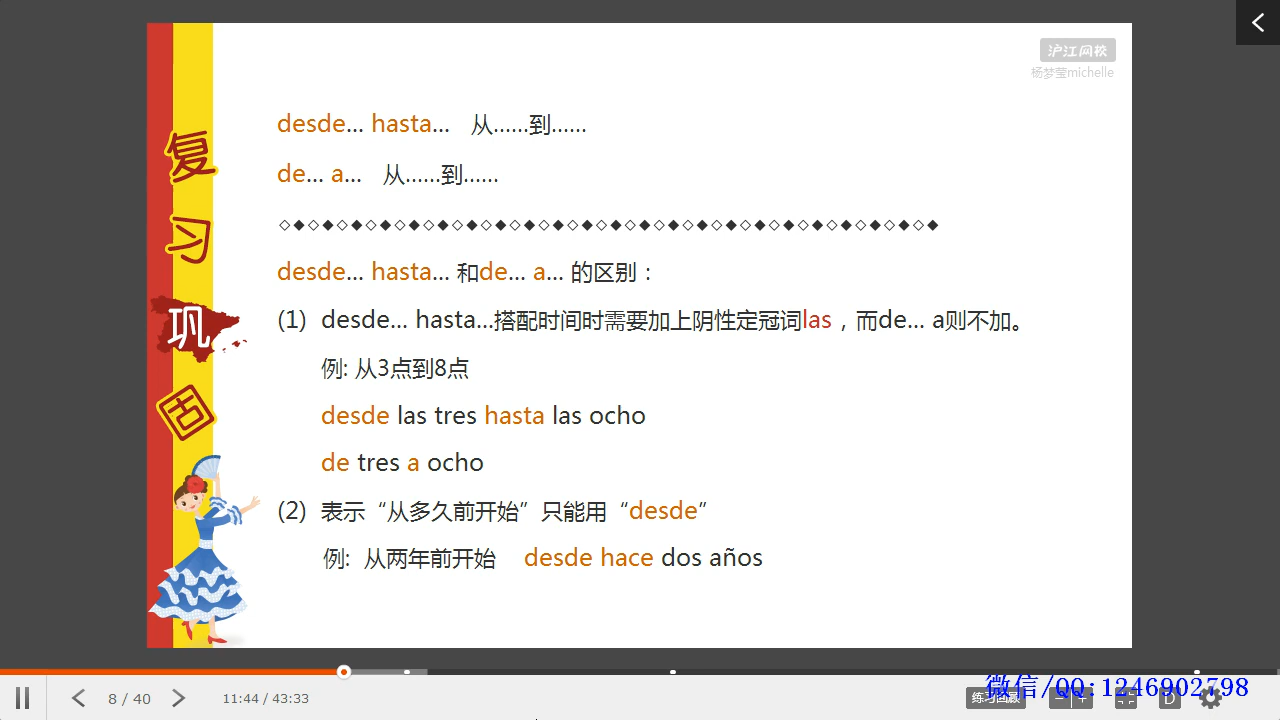 沪江网校
杨梦莹michelle
复习巩固
desde... hasta... 从......到......
de... a... 从......到......
desde... hasta... 和de... a... 的区别：
(1) desde... hasta...搭配时间时需要加上阴性定冠词las，而de... a则不加。
例: 从3点到8点
desde las tres hasta las ocho
de tres a ocho
(2) 表示“从多久前开始”只能用“desde”
例: 从两年前开始 desde hace dos años
8 / 40
11:44 / 43:33
微信/QQ:1246902798